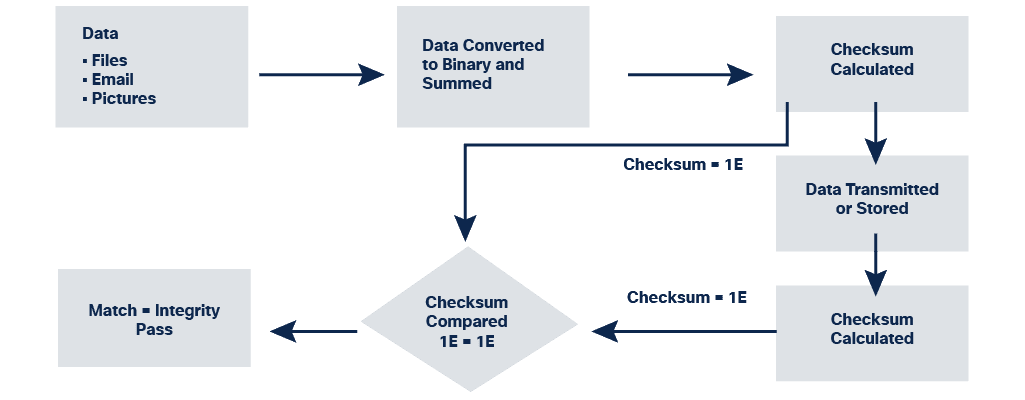 Data
▪ Files
▪ Email
▪ Pictures
Data Converted
to Binary and
Summed
Checksum
Calculated
Checksum = 1E
Data Transmitted
or Stored
Checksum
Calculated
Checksum = 1E
Checksum
Compared
1E = 1E
Match = Integrity
Pass